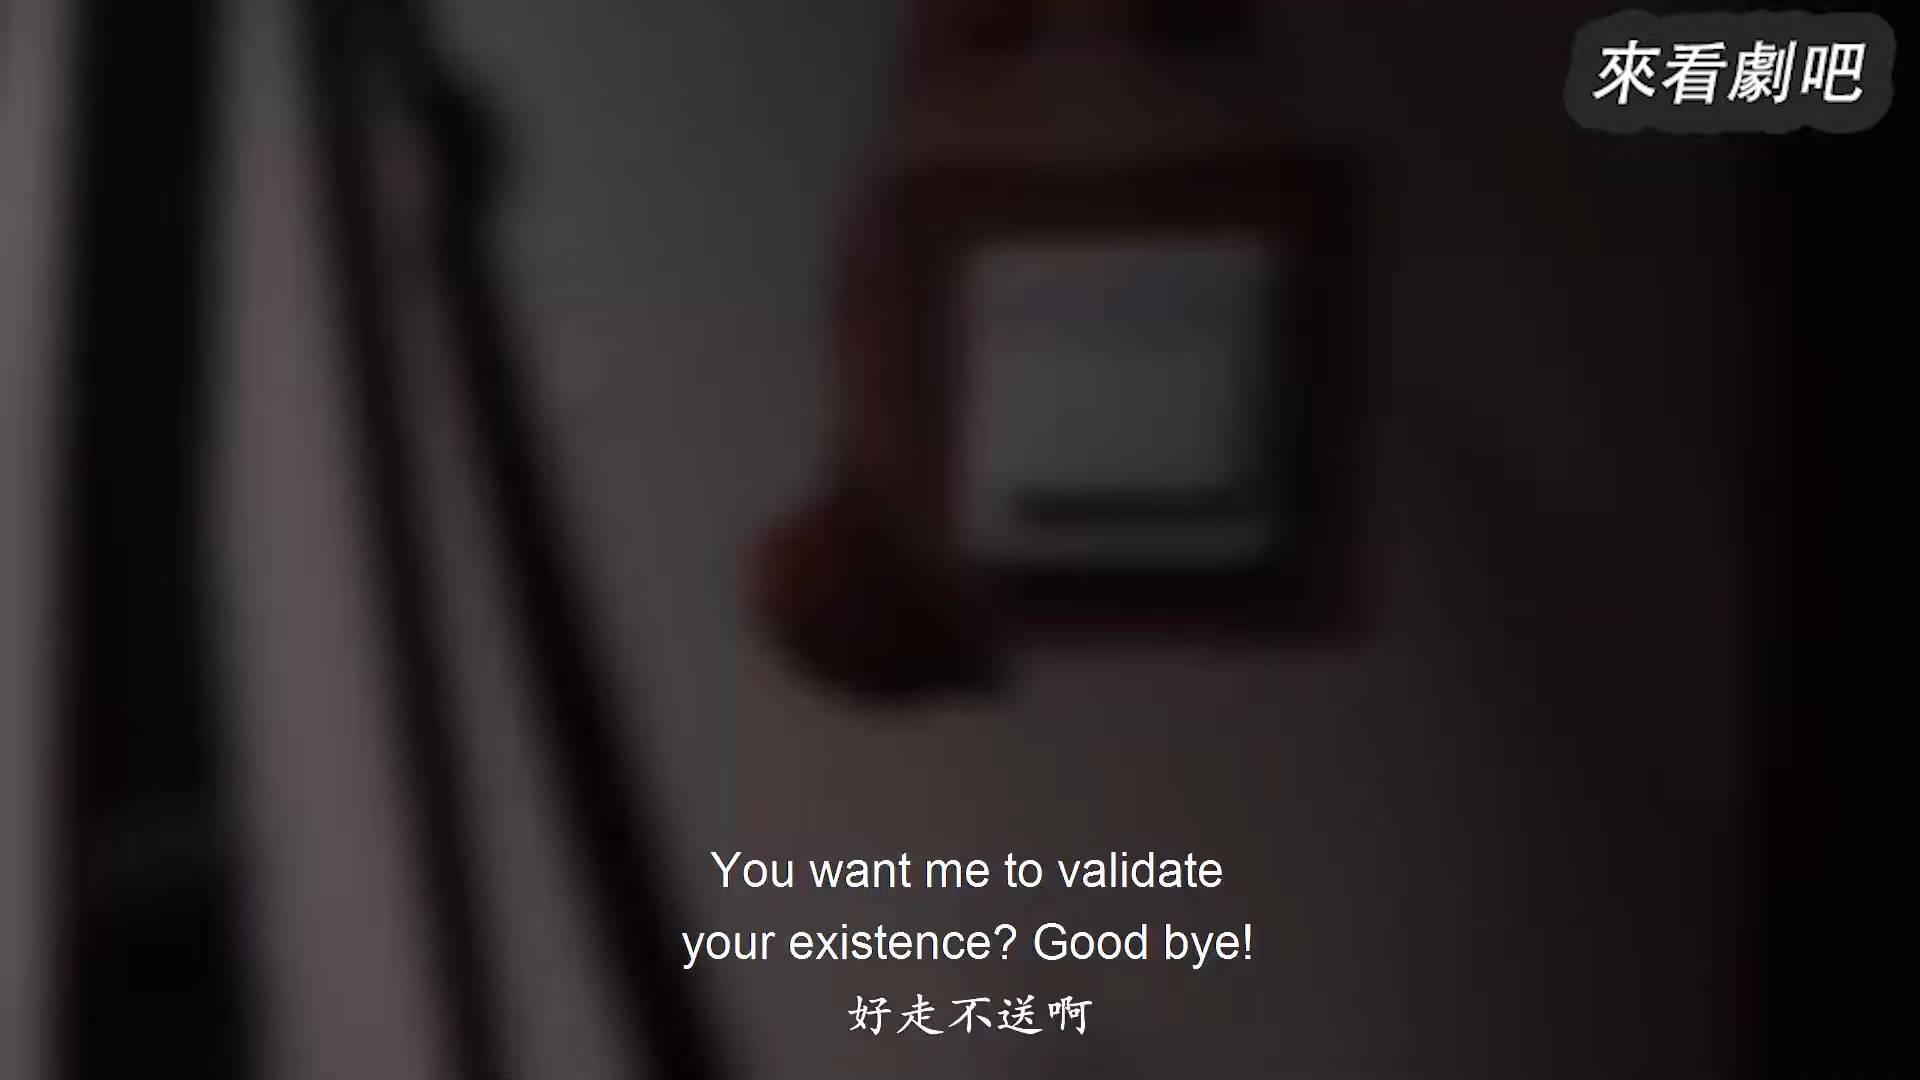 來看劇吧
You want me to validate
your existence? Good bye!
好走不送啊